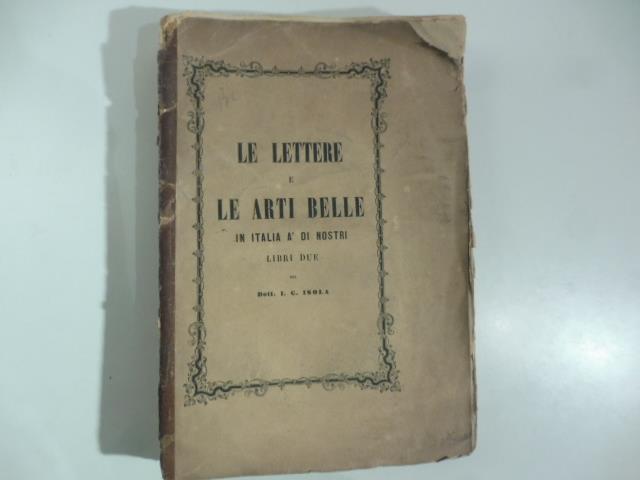 LE LETTERE
E
LE ARTI BELLE
IN ITALIA A' DI NOSTRI
LIBRI DUE
DEL
Dott. I. G. ISOLA